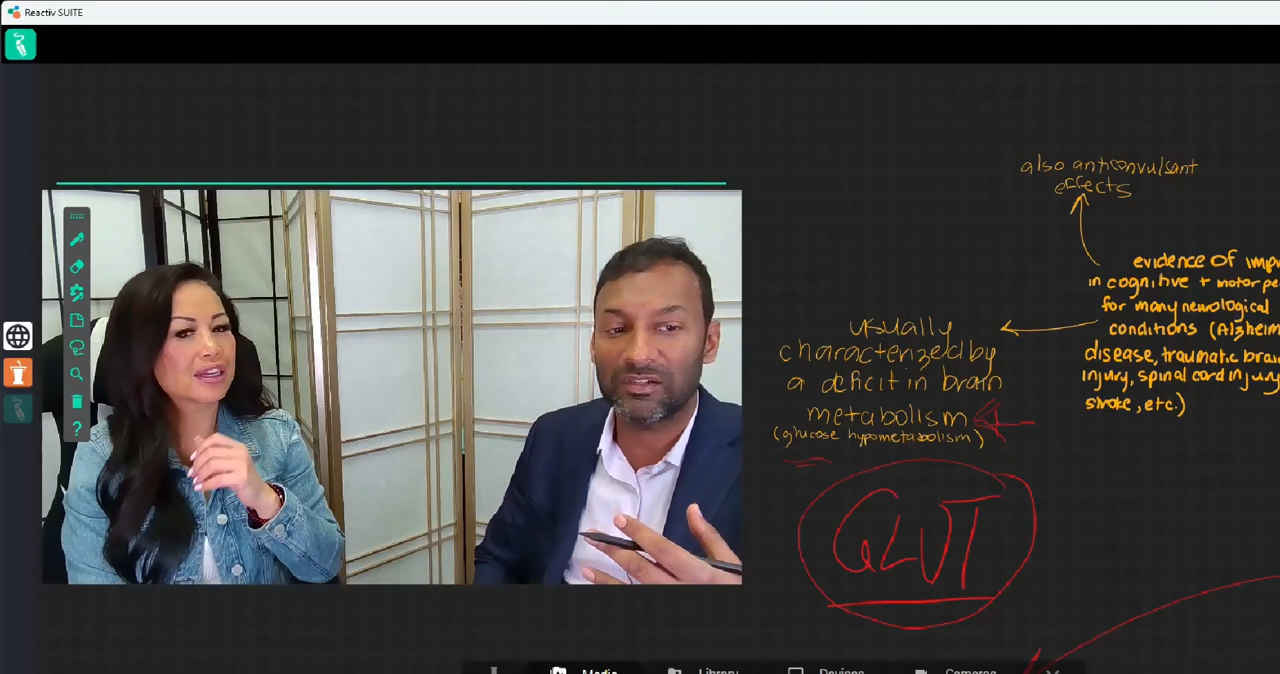 Reactiv SUITE
also anticonvulsant
effects
evidence of impr
in cognitive + motor pe
for many neurological
conditions (Alzheim
disease, traumatic brain
injury, spinal cord injury
stroke, etc.)
usually
characterized by
a deficit in brain
metabolism
(glucose hypometabolism)
GLUT
?
Media
Library
Devices
Cameras